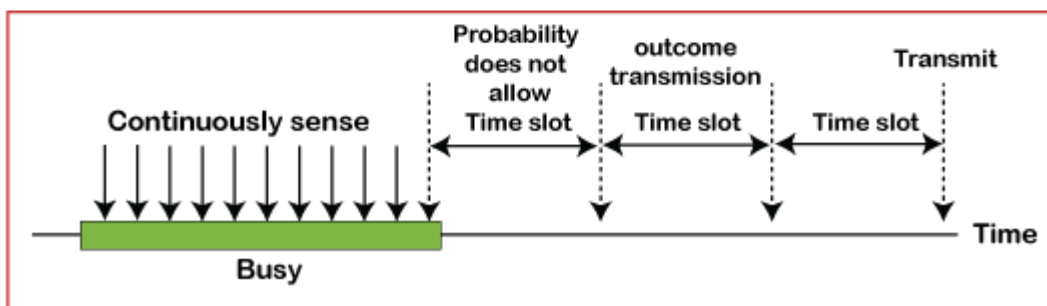 Probability
does not
allow
outcome
transmission
Transmit
Continuously sense
Time slot
Time slot
Time slot
Time
Busy